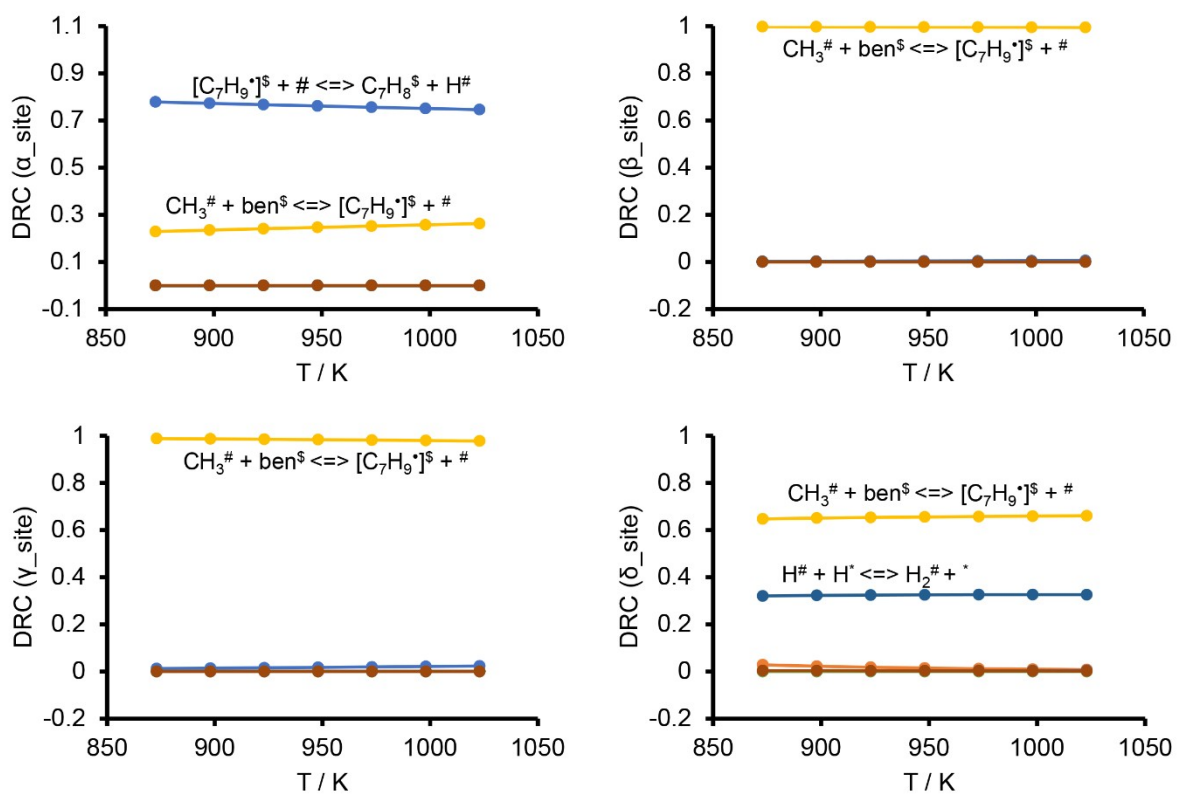 1.1
0.9
0.7
0.5
0.3
0.1
-0.1
DRC (α_site)
[C₇H₉•]$ + # <=> C₇H₈$ + H#
CH₃# + ben$ <=> [C₇H₉•]$ + #
850 900 950 1000 1050
T / K
1
0.8
0.6
0.4
0.2
0
-0.2
DRC (β_site)
CH₃# + ben$ <=> [C₇H₉•]$ + #
850 900 950 1000 1050
T / K
1
0.8
0.6
0.4
0.2
0
-0.2
DRC (γ_site)
CH₃# + ben$ <=> [C₇H₉•]$ + #
850 900 950 1000 1050
T / K
1
0.8
0.6
0.4
0.2
0
-0.2
DRC (δ_site)
CH₃# + ben$ <=> [C₇H₉•]$ + #
H# + H* <=> H₂# + *
850 900 950 1000 1050
T / K